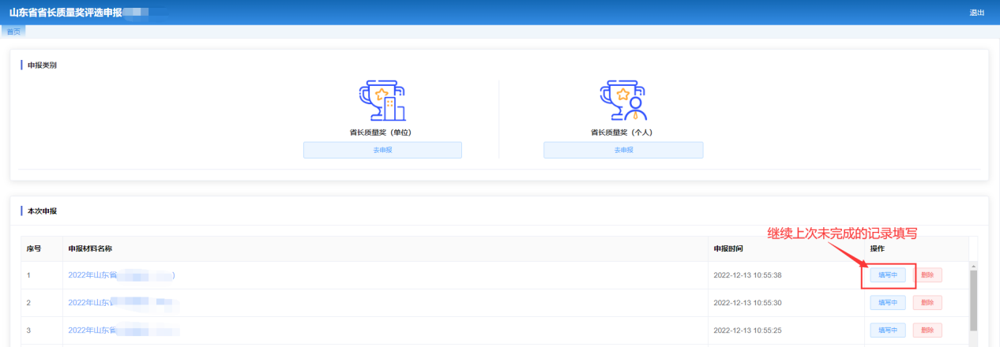 山东省省长质量奖评选申报
退出
首页
申报类别
省长质量奖（单位）
省长质量奖（个人）
去申报
去申报
本次申报
继续上次未完成的记录填写
序号 申报材料名称 申报时间 操作
1 2022年山东省 ) 2022-12-13 10:55:38 填写中 删除
2 2022年山东 2022-12-13 10:55:30 填写中 删除
3 2022年山东省 2022-12-13 10:55:25 填写中 删除